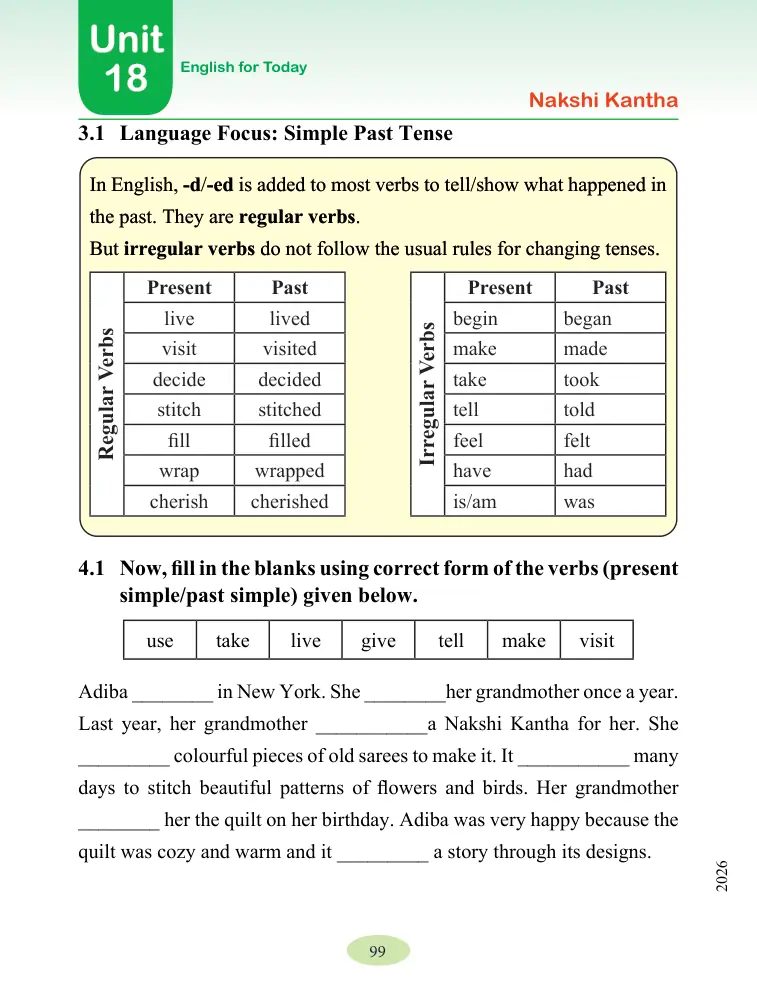 Unit
18
English for Today
Nakshi Kantha
3.1 Language Focus: Simple Past Tense
In English, -d/-ed is added to most verbs to tell/show what happened in
the past. They are regular verbs.
But irregular verbs do not follow the usual rules for changing tenses.
Regular Verbs
Present Past
live lived
visit visited
decide decided
stitch stitched
fill filled
wrap wrapped
cherish cherished
Irregular Verbs
Present Past
begin began
make made
take took
tell told
feel felt
have had
is/am was
4.1 Now, fill in the blanks using correct form of the verbs (present
simple/past simple) given below.
use take live give tell make visit
Adiba ________ in New York. She ________her grandmother once a year.
Last year, her grandmother ___________a Nakshi Kantha for her. She
_________ colourful pieces of old sarees to make it. It ___________ many
days to stitch beautiful patterns of flowers and birds. Her grandmother
________ her the quilt on her birthday. Adiba was very happy because the
quilt was cozy and warm and it _________ a story through its designs.
2026
99